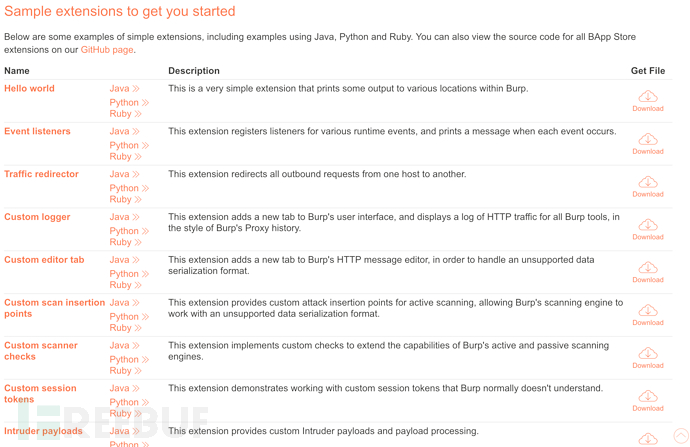 Sample extensions to get you started
Below are some examples of simple extensions, including examples using Java, Python and Ruby. You can also view the source code for all BApp Store
extensions on our GitHub page.
Name Description Get File
Hello world Java >> This is a very simple extension that prints some output to various locations within Burp.
Python >>
Ruby >>
Download
Event listeners Java >> This extension registers listeners for various runtime events, and prints a message when each event occurs.
Python >>
Ruby >>
Download
Traffic redirector Java >> This extension redirects all outbound requests from one host to another.
Python >>
Ruby >>
Download
Custom logger Java >> This extension adds a new tab to Burp's user interface, and displays a log of HTTP traffic for all Burp tools, in
the style of Burp's Proxy history.
Python >>
Ruby >>
Download
Custom editor tab Java >> This extension adds a new tab to Burp's HTTP message editor, in order to handle an unsupported data
serialization format.
Python >>
Ruby >>
Download
Custom scan insertion Java >> This extension provides custom attack insertion points for active scanning, allowing Burp's scanning engine to
points work with an unsupported data serialization format.
Python >>
Ruby >>
Download
Custom scanner Java >> This extension implements custom checks to extend the capabilities of Burp's active and passive scanning
checks engines.
Python >>
Ruby >>
Download
Custom session Java >> This extension demonstrates working with custom session tokens that Burp normally doesn't understand.
tokens
Python >>
Ruby >>
Download
FREEBUF
Intruder payloads Java >> This extension provides custom Intruder payloads and payload processing.
Python >>